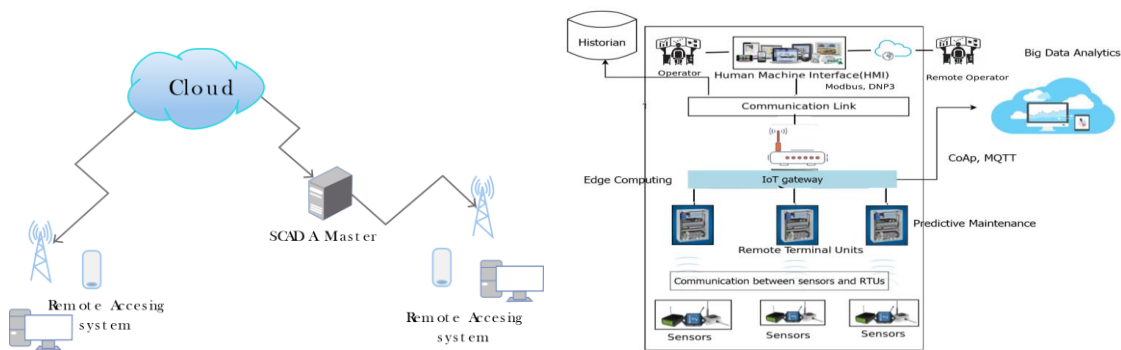 Cloud
SCADA Master
Remote Accesing
system
Remote Accesing
system
Historian
Operator
Human Machine Interface(HMI)
Modbus, DNP3
Remote Operator
Big Data Analytics
Communication Link
CoAp, MQTT
Edge Computing
IoT gateway
Predictive Maintenance
Remote Terminal Units
Communication between sensors and RTUs
Sensors
Sensors
Sensors